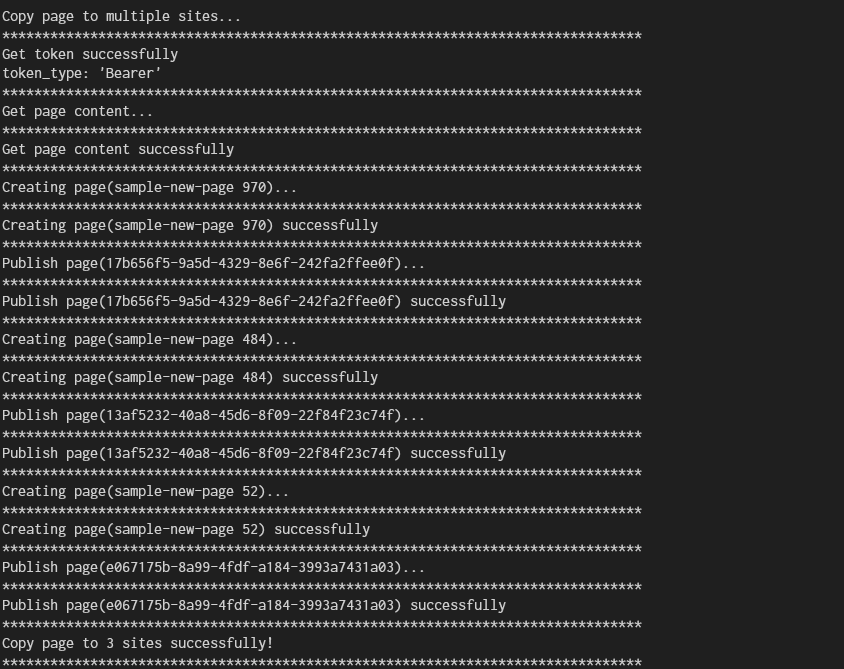 Copy page to multiple sites...
********************************************************************************
Get token successfully
token_type: 'Bearer'
********************************************************************************
Get page content...
********************************************************************************
Get page content successfully
********************************************************************************
Creating page(sample-new-page 970)...
********************************************************************************
Creating page(sample-new-page 970) successfully
********************************************************************************
Publish page(17b656f5-9a5d-4329-8e6f-242fa2ffee0f)...
********************************************************************************
Publish page(17b656f5-9a5d-4329-8e6f-242fa2ffee0f) successfully
********************************************************************************
Creating page(sample-new-page 484)...
********************************************************************************
Creating page(sample-new-page 484) successfully
********************************************************************************
Publish page(13af5232-40a8-45d6-8f09-22f84f23c74f)...
********************************************************************************
Publish page(13af5232-40a8-45d6-8f09-22f84f23c74f) successfully
********************************************************************************
Creating page(sample-new-page 52)...
********************************************************************************
Creating page(sample-new-page 52) successfully
********************************************************************************
Publish page(e067175b-8a99-4fdf-a184-3993a7431a03)...
********************************************************************************
Publish page(e067175b-8a99-4fdf-a184-3993a7431a03) successfully
********************************************************************************
Copy page to 3 sites successfully!
********************************************************************************